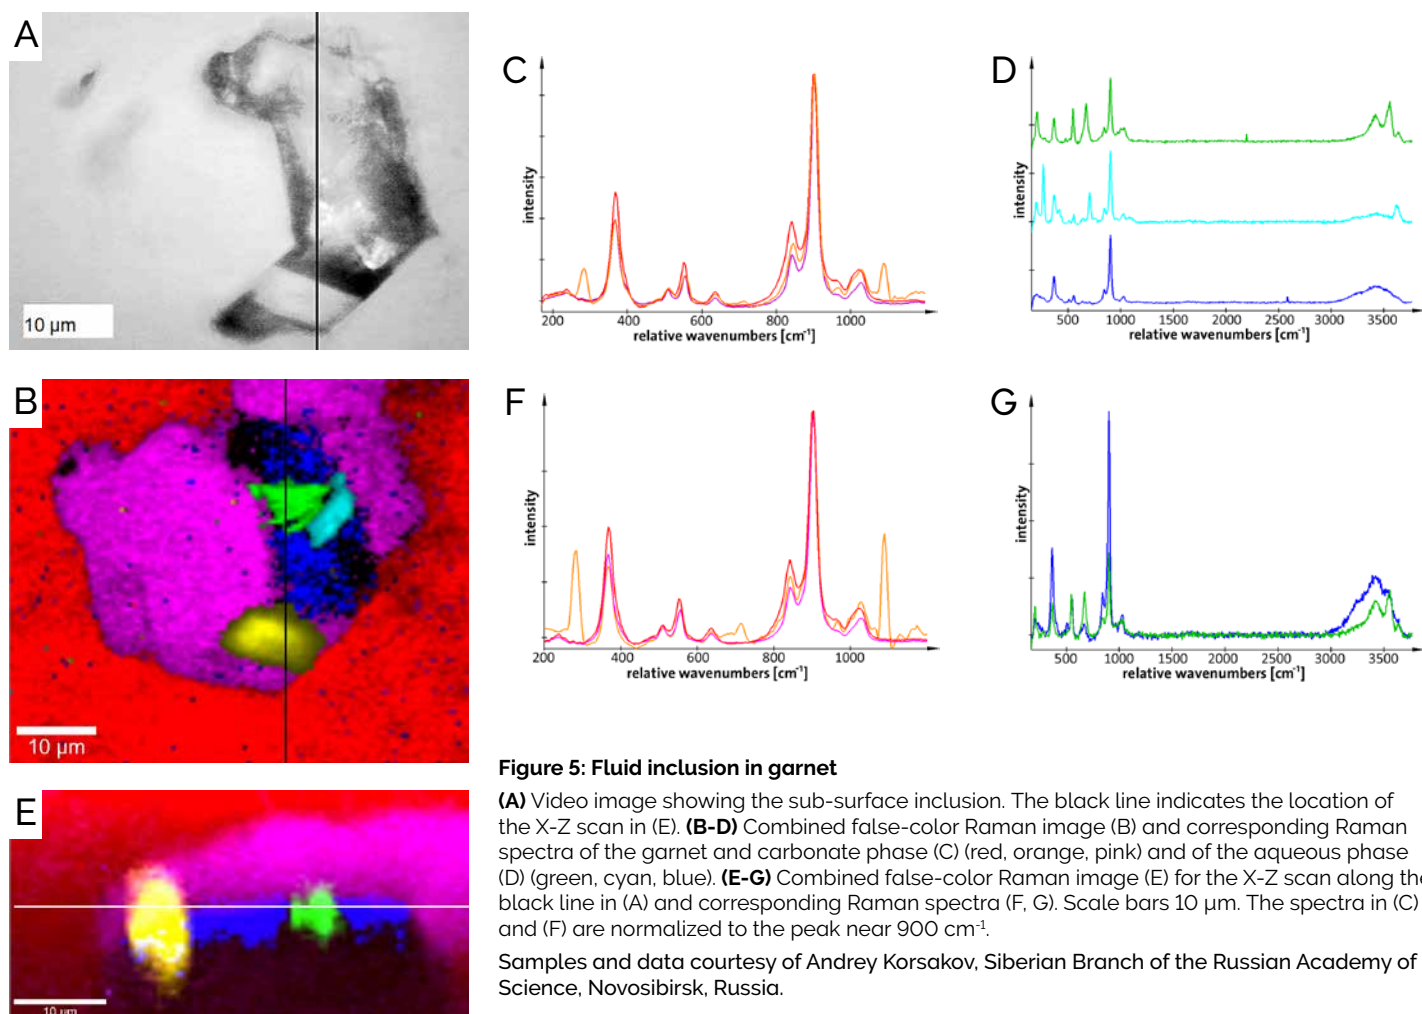 A
10 µm
B
10 µm
E
10 µm
C
intensity
200
400
600
800
1000
relative wavenumbers [cm⁻¹]
D
intensity
500
1000
1500
2000
2500
3000
3500
relative wavenumbers [cm⁻¹]
F
intensity
200
400
600
800
1000
relative wavenumbers [cm⁻¹]
G
intensity
500
1000
1500
2000
2500
3000
3500
relative wavenumbers [cm⁻¹]
Figure 5: Fluid inclusion in garnet
(A) Video image showing the sub-surface inclusion. The black line indicates the location of
the X-Z scan in (E). (B-D) Combined false-color Raman image (B) and corresponding Raman
spectra of the garnet and carbonate phase (C) (red, orange, pink) and of the aqueous phase
(D) (green, cyan, blue). (E-G) Combined false-color Raman image (E) for the X-Z scan along the
black line in (A) and corresponding Raman spectra (F, G). Scale bars 10 µm. The spectra in (C)
and (F) are normalized to the peak near 900 cm⁻¹.
Samples and data courtesy of Andrey Korsakov, Siberian Branch of the Russian Academy of
Science, Novosibirsk, Russia.